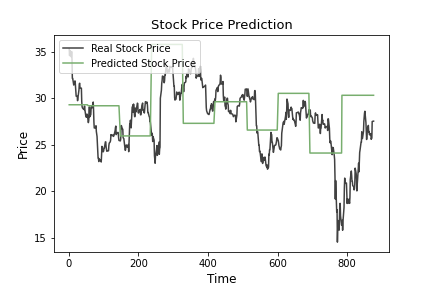 Stock Price Prediction
Real Stock Price
Predicted Stock Price
Price
35
30
25
20
15
0 200 400 600 800
Time